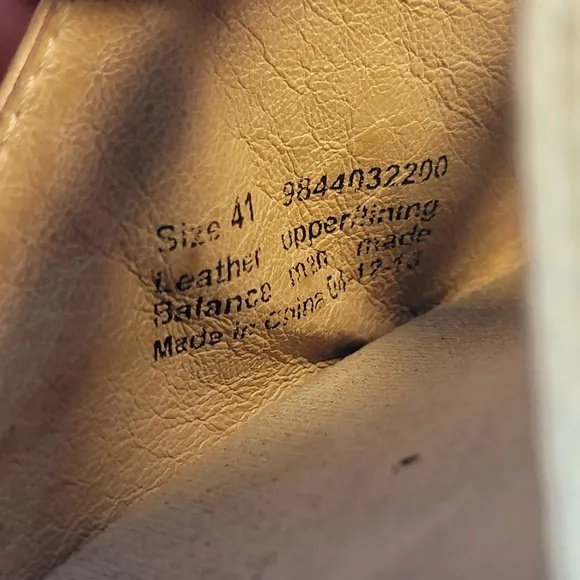 Size 41 9844032200
Leather upper/lining
Balance man made
Made in China